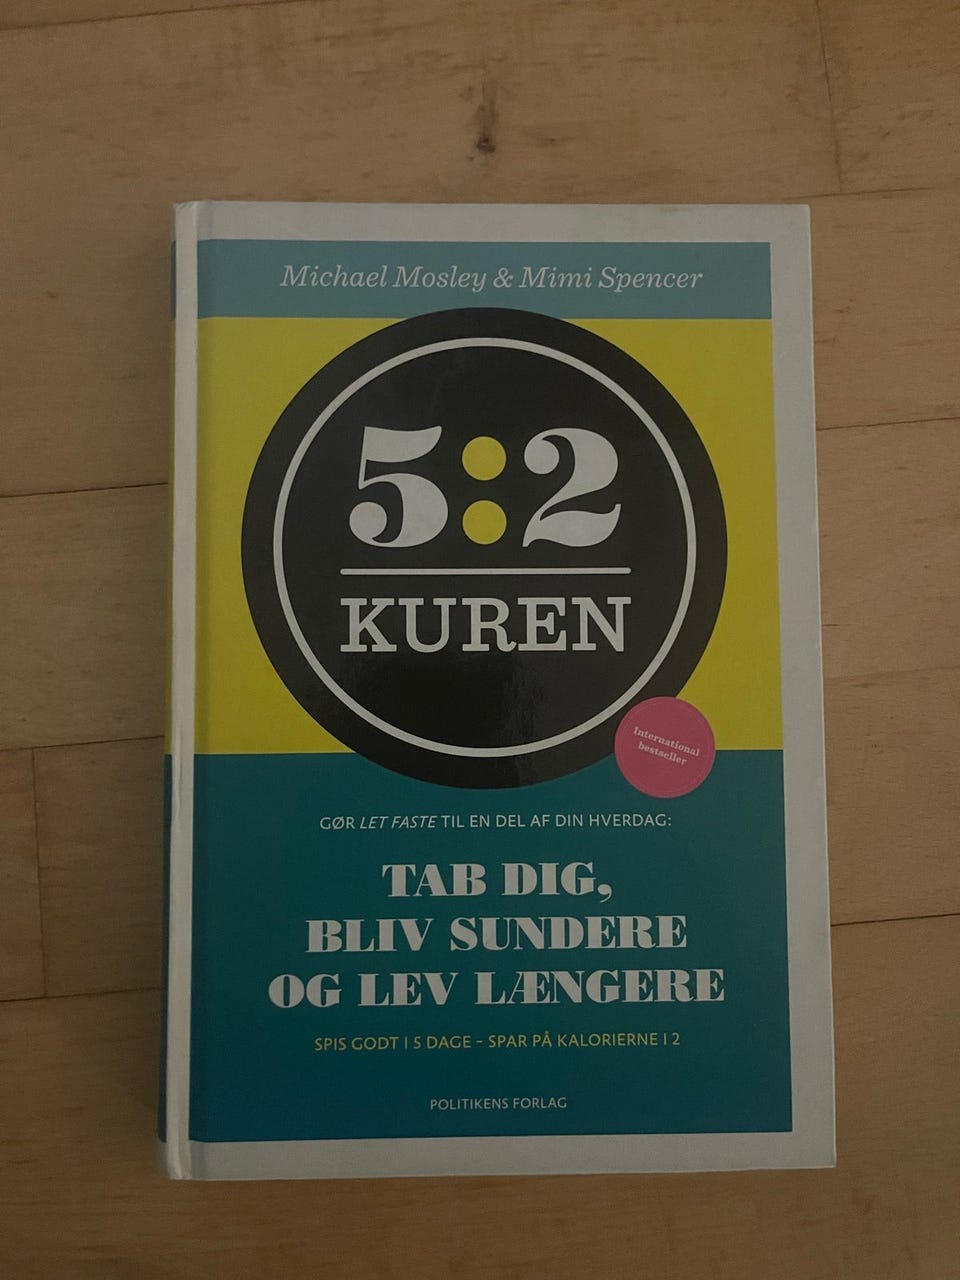 Michael Mosley & Mimi Spencer
5:2
KUREN
International
bestseller
GØR LET FASTE TIL EN DEL AF DIN HVERDAG:
TAB DIG,
BLIV SUNDERE
OG LEV LÆNGERE
SPIS GODT I 5 DAGE – SPAR PÅ KALORIERNE I 2
POLITIKENS FORLAG